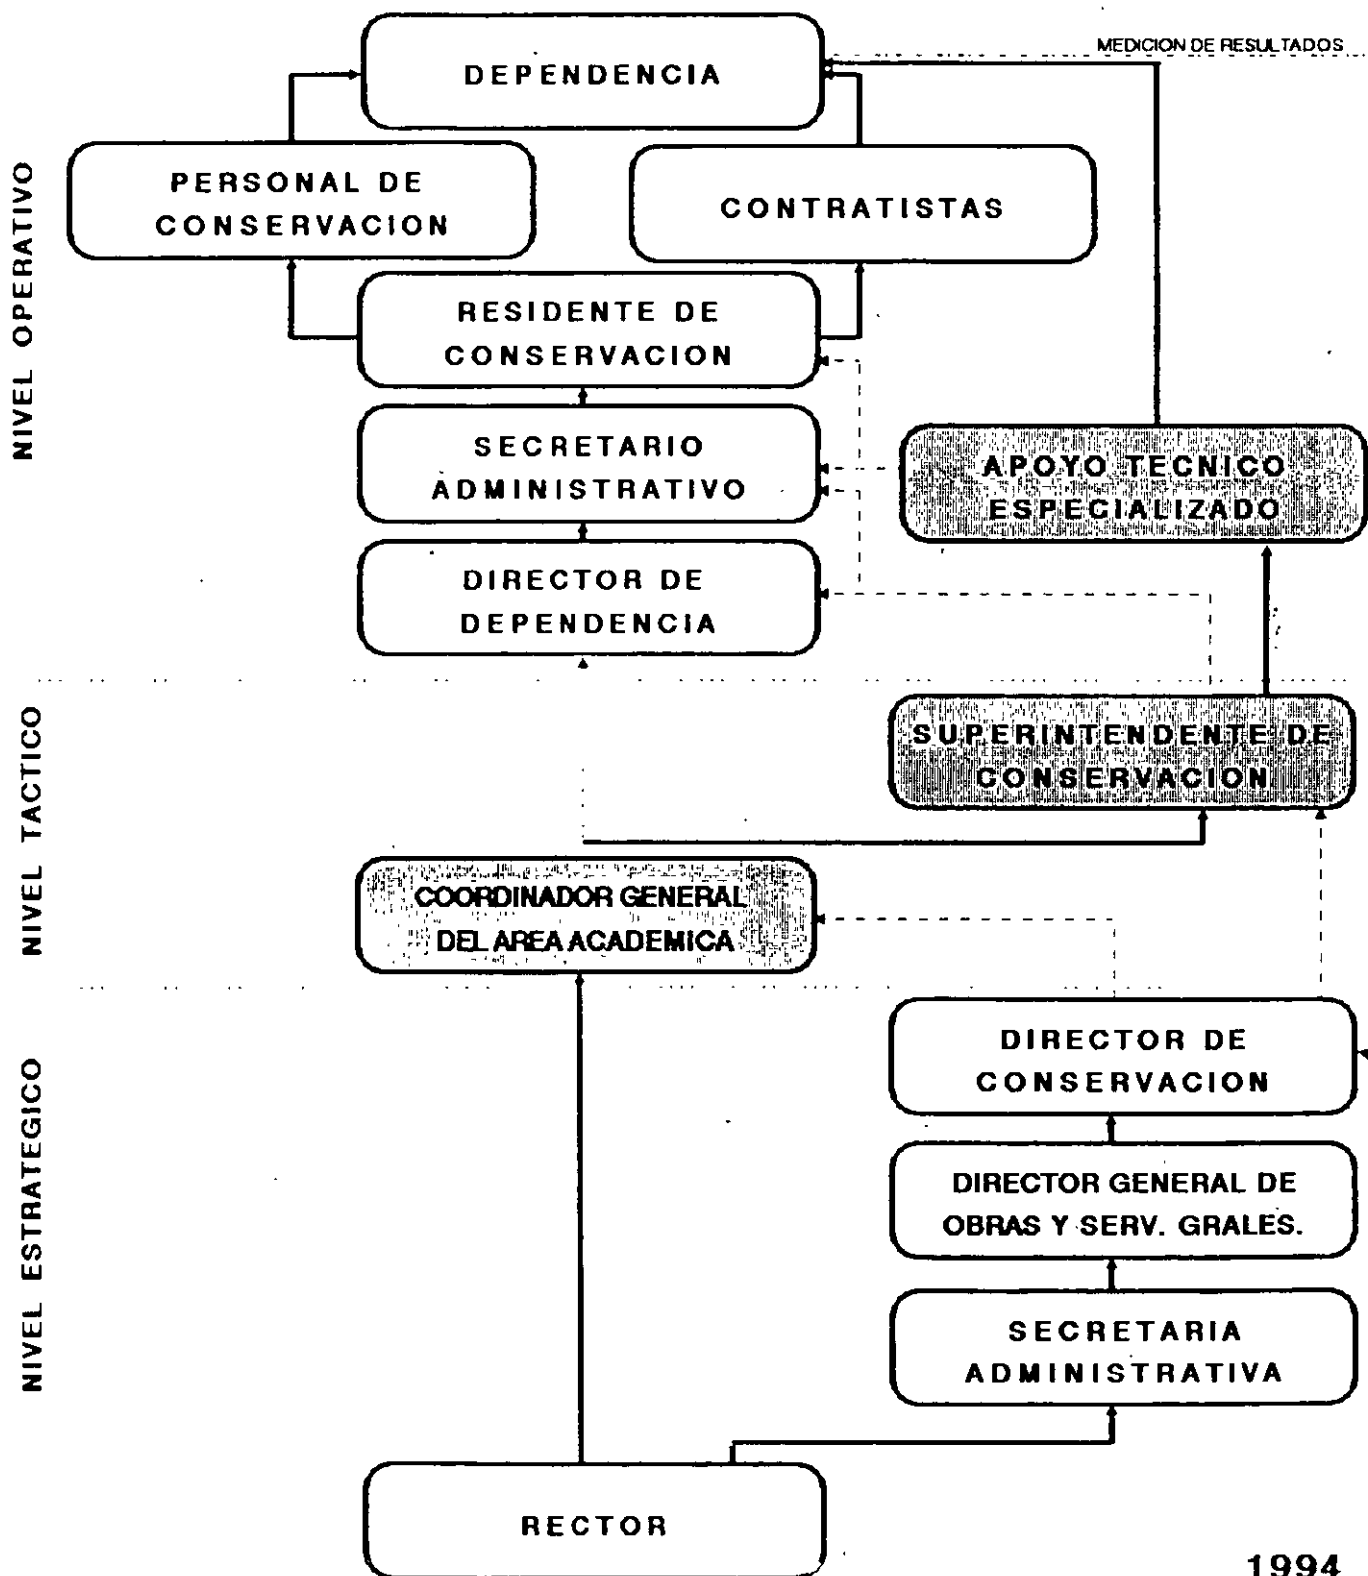 MEDICION DE RESULTADOS
DEPENDENCIA
NIVEL OPERATIVO
PERSONAL DE
CONSERVACION
CONTRATISTAS
RESIDENTE DE
CONSERVACION
SECRETARIO
ADMINISTRATIVO
APOYO TECNICO
ESPECIALIZADO
DIRECTOR DE
DEPENDENCIA
NIVEL TACTICO
SUPERINTENDENTE DE
CONSERVACION
COORDINADOR GENERAL
DEL AREA ACADEMICA
NIVEL ESTRATEGICO
DIRECTOR DE
CONSERVACION
DIRECTOR GENERAL DE
OBRAS Y SERV. GRALES.
SECRETARIA
ADMINISTRATIVA
RECTOR
1994